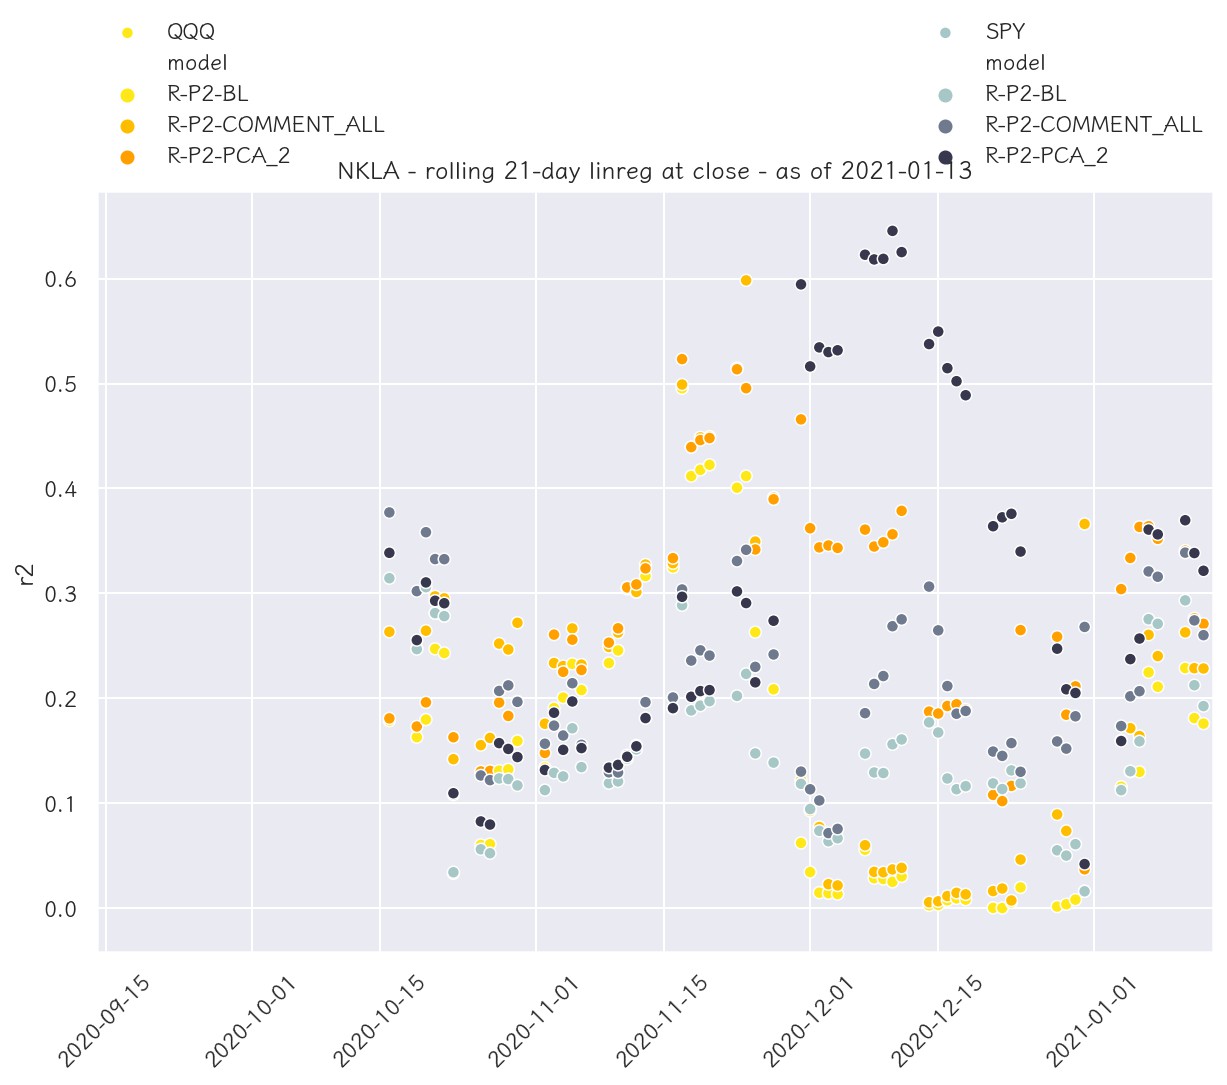 QQQ
model
R-P2-BL
R-P2-COMMENT_ALL
R-P2-PCA_2
SPY
model
R-P2-BL
R-P2-COMMENT_ALL
R-P2-PCA_2
NKLA - rolling 21-day linreg at close - as of 2021-01-13
r2
0.6
0.5
0.4
0.3
0.2
0.1
0.0
2020-09-15
2020-10-01
2020-10-15
2020-11-01
2020-11-15
2020-12-01
2020-12-15
2021-01-01